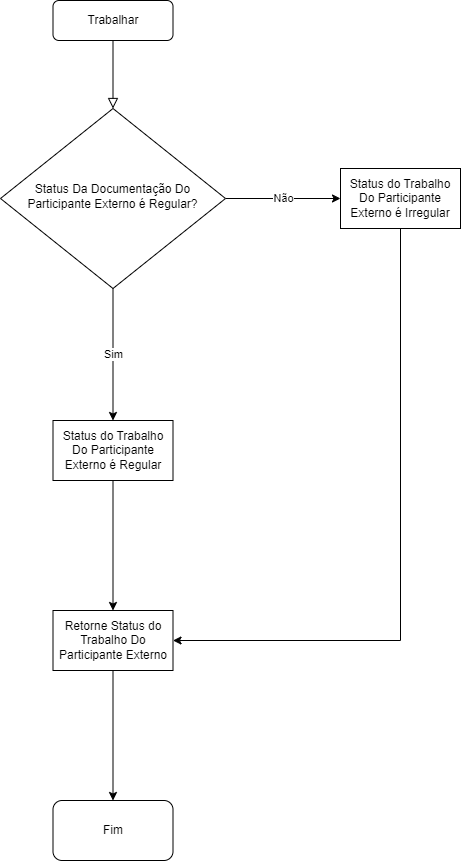 Trabalhar
Status Da Documentação Do
Participante Externo é Regular?
Não
Status do Trabalho
Do Participante
Externo é Irregular
Sim
Status do Trabalho
Do Participante
Externo é Regular
Retorne Status do
Trabalho Do
Participante Externo
Fim